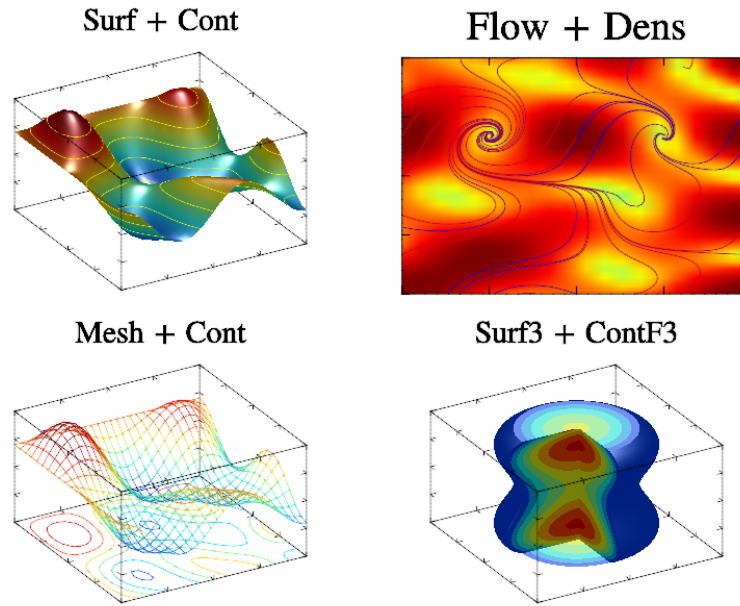 Surf + Cont
Flow + Dens
Mesh + Cont
Surf3 + ContF3